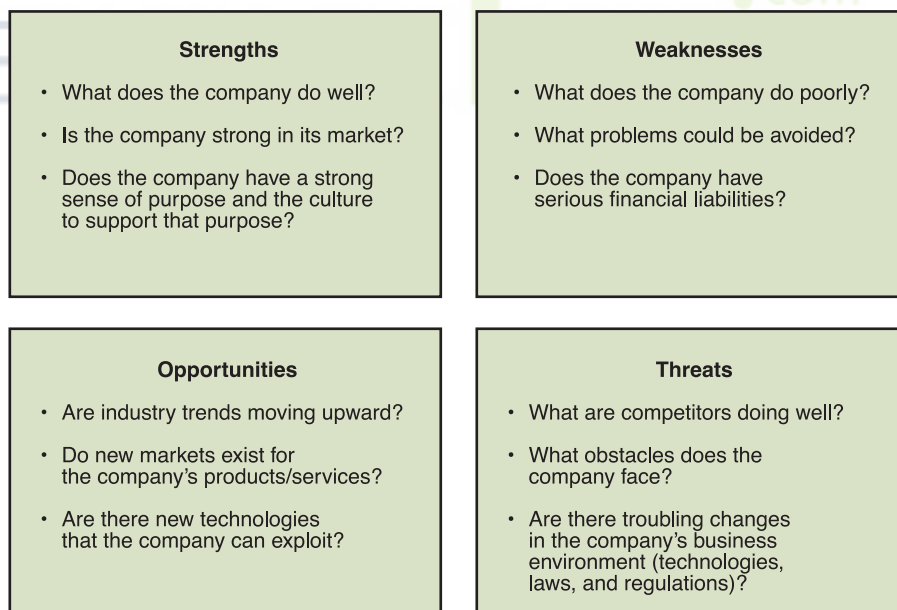 Strengths
• What does the company do well?
• Is the company strong in its market?
• Does the company have a strong
sense of purpose and the culture
to support that purpose?
Weaknesses
• What does the company do poorly?
• What problems could be avoided?
• Does the company have
serious financial liabilities?
Opportunities
• Are industry trends moving upward?
• Do new markets exist for
the company's products/services?
• Are there new technologies
that the company can exploit?
Threats
• What are competitors doing well?
• What obstacles does the
company face?
• Are there troubling changes
in the company's business
environment (technologies,
laws, and regulations)?